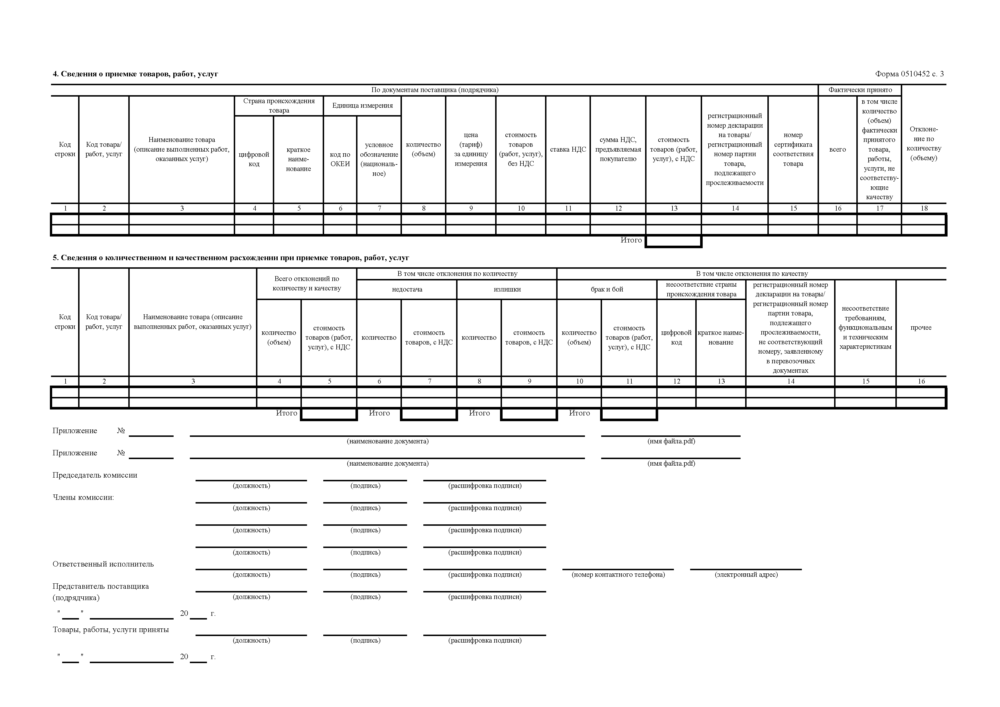 4. Сведения о приемке товаров, работ, услуг
Форма 0510452 с. 3
По документам поставщика (подрядчика)
Фактически принято
Код
строки
Код товара/
работ, услуг
Наименование товара
(описание выполненных работ,
оказанных услуг)
Страна происхождения
товара
цифровой
код
краткое
наиме-
нование
Единица измерения
код по
ОКЕИ
условное
обозначение
(националь-
ное)
количество
(объем)
цена
(тариф)
за единицу
измерения
стоимость
товаров
(работ, услуг),
без НДС
ставка НДС
сумма НДС,
предъявляемая
покупателю
стоимость
товаров (работ,
услуг), с НДС
регистрационный
номер декларации
на товары/
регистрационный
номер партии
товара,
подлежащего
прослеживаемости
номер
сертификата
соответствия
товара
всего
в том числе
количество
(объем)
фактически
принятого
товара,
работы,
услуги, не
соответству-
ющие
качеству
Отклоне-
ние по
количеству
(объему)
1 2 3 4 5 6 7 8 9 10 11 12 13 14 15 16 17 18
Итого
5. Сведения о количественном и качественном расхождении при приемке товаров, работ, услуг
Код
строки
Код товара/
работ, услуг
Наименование товара (описание
выполненных работ, оказанных услуг)
Всего отклонений по
количеству и качеству
количество
(объем)
стоимость
товаров (работ,
услуг), с НДС
В том числе отклонения по количеству
недостача
количество
стоимость
товаров, с НДС
излишки
количество
стоимость
товаров, с НДС
В том числе отклонения по качеству
брак и бой
количество
(объем)
стоимость
товаров (работ,
услуг), с НДС
несоответствие страны
происхождения товара
цифровой
код
краткое наиме-
нование
регистрационный номер
декларации на товары/
регистрационный номер
партии товара,
подлежащего
прослеживаемости,
не соответствующий
номеру, заявленному
в перевозочных
документах
несоответствие
требованиям,
функциональным
и техническим
характеристикам
прочее
1 2 3 4 5 6 7 8 9 10 11 12 13 14 15 16
Итого Итого Итого Итого
Приложение №
(наименование документа) (имя файла.pdf)
Приложение №
(наименование документа) (имя файла.pdf)
Председатель комиссии
(должность) (подпись) (расшифровка подписи)
Члены комиссии:
(должность) (подпись) (расшифровка подписи)
(должность) (подпись) (расшифровка подписи)
(должность) (подпись) (расшифровка подписи)
Ответственный исполнитель
(должность) (подпись) (расшифровка подписи) (номер контактного телефона) (электронный адрес)
Представитель поставщика
(подрядчика)
(должность) (подпись) (расшифровка подписи)
" " 20 г.
Товары, работы, услуги приняты
(должность) (подпись) (расшифровка подписи)
" " 20 г.